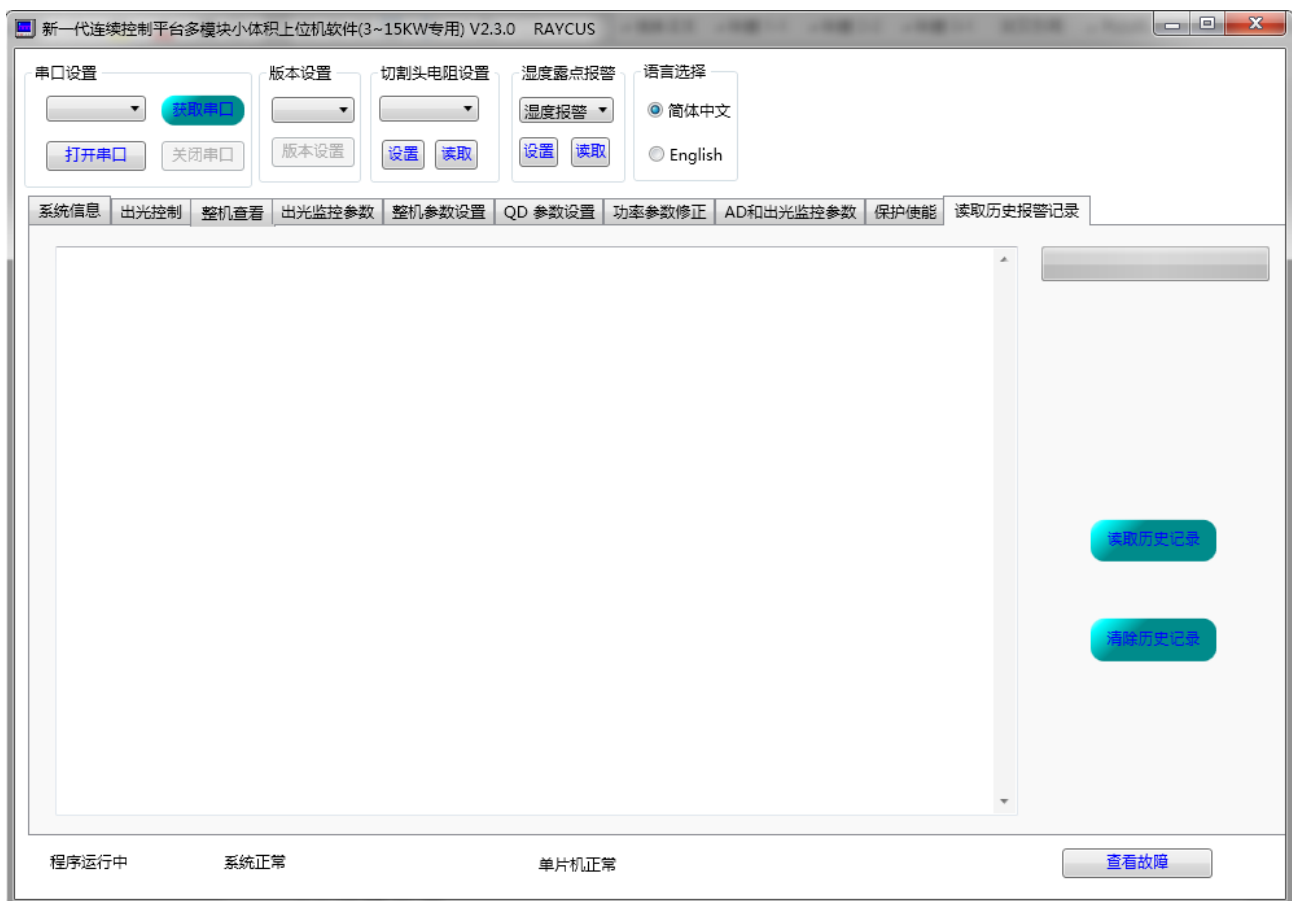 新一代连续控制平台多模块小体积上位机软件(3~15KW专用) V2.3.0 RAYCUS
串口设置 版本设置 切割头电阻设置 湿度露点报警 语言选择
获取串口 湿度报警 简体中文
打开串口 关闭串口 版本设置 设置 读取 设置 读取 English
系统信息 出光控制 整机查看 出光监控参数 整机参数设置 QD 参数设置 功率参数修正 AD和出光监控参数 保护使能 读取历史报警记录
读取历史记录
清除历史记录
程序运行中 系统正常 单片机正常 查看故障